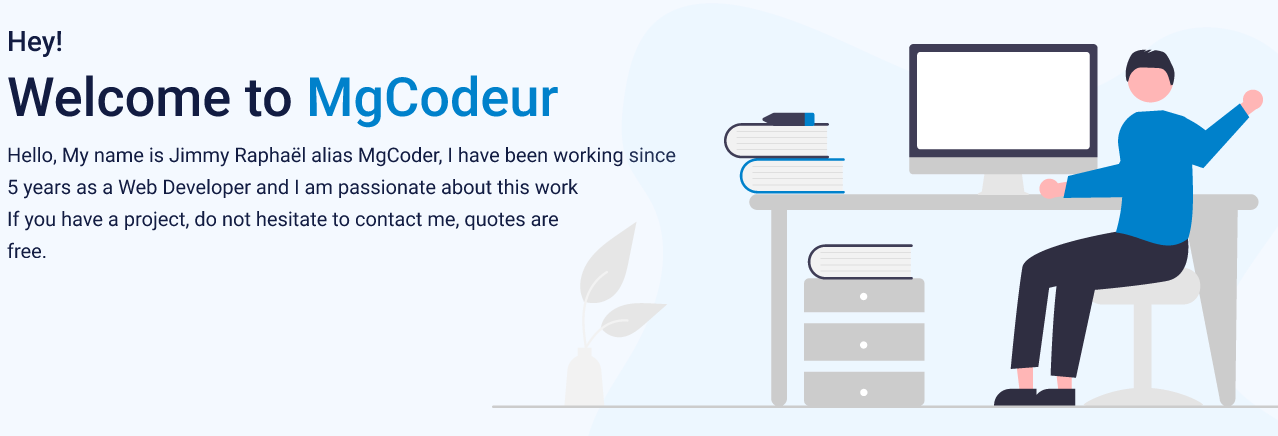 Hey!
Welcome to MgCodeur
Hello, My name is Jimmy Raphaël alias MgCoder, I have been working since
5 years as a Web Developer and I am passionate about this work
If you have a project, do not hesitate to contact me, quotes are
free.